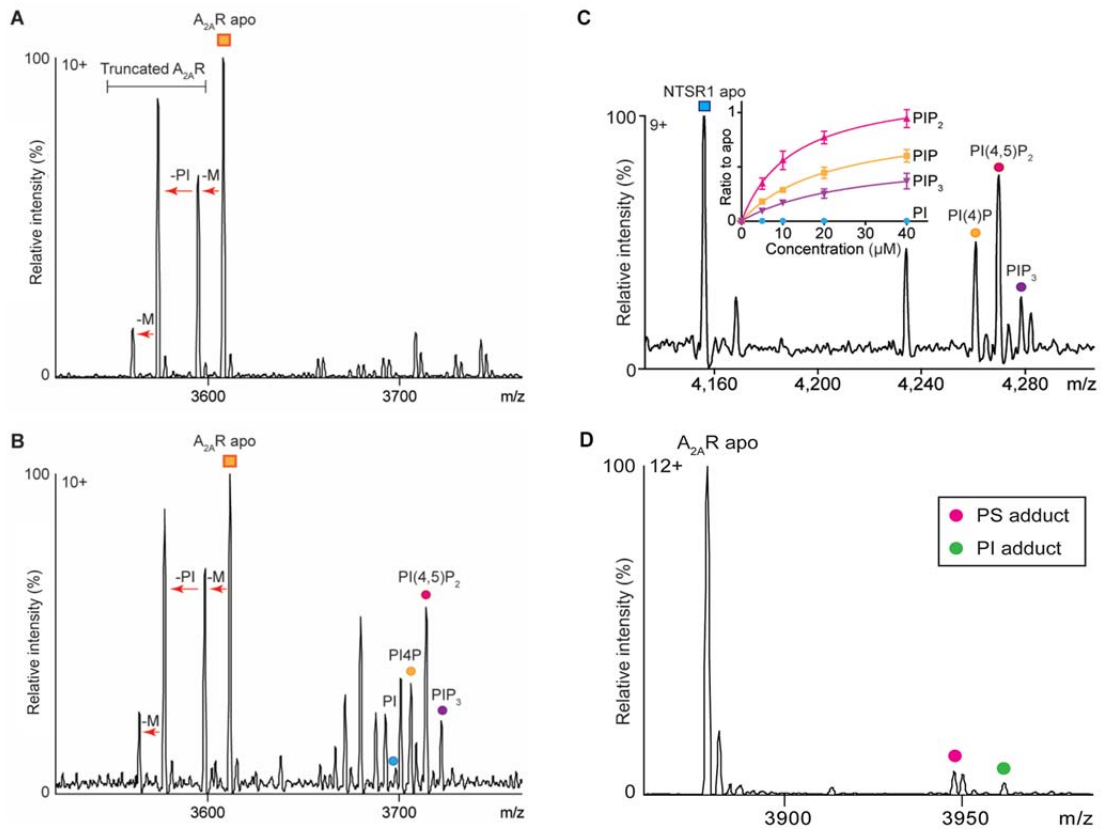 A
A2AR apo
100
10+
Truncated A2AR
-PI
-M
-M
Relative intensity (%)
0
3600
3700
m/z
B
A2AR apo
100
10+
-PI
-M
-M
PI(4,5)P2
PI4P
PI
PIP3
Relative intensity (%)
0
3600
3700
m/z
C
NTSR1 apo
100
9+
1
Ratio to apo
0
PIP2
PIP
PIP3
PI
0
10
20
30
40
Concentration (µM)
PI(4,5)P2
PI(4)P
PIP3
Relative intensity (%)
0
4,160
4,200
4,240
4,280
m/z
D
A2AR apo
100
12+
PS adduct
PI adduct
Relative intensity (%)
0
3900
3950
m/z